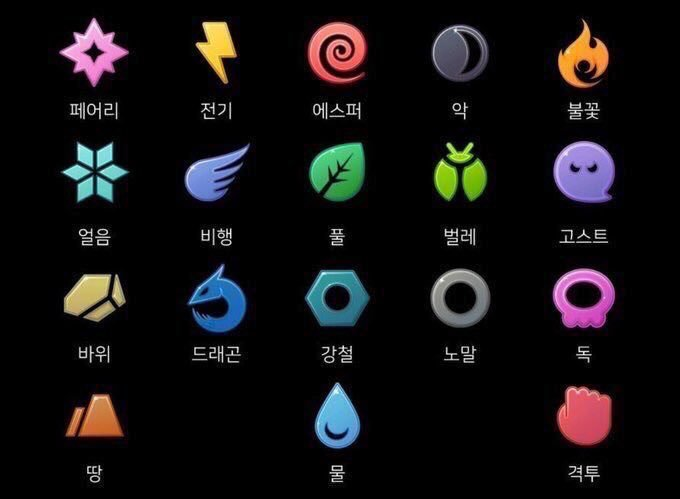 페어리 전기 에스퍼 악 불꽃
얼음 비행 풀 벌레 고스트
바위 드래곤 강철 노말 독
땅 물 격투